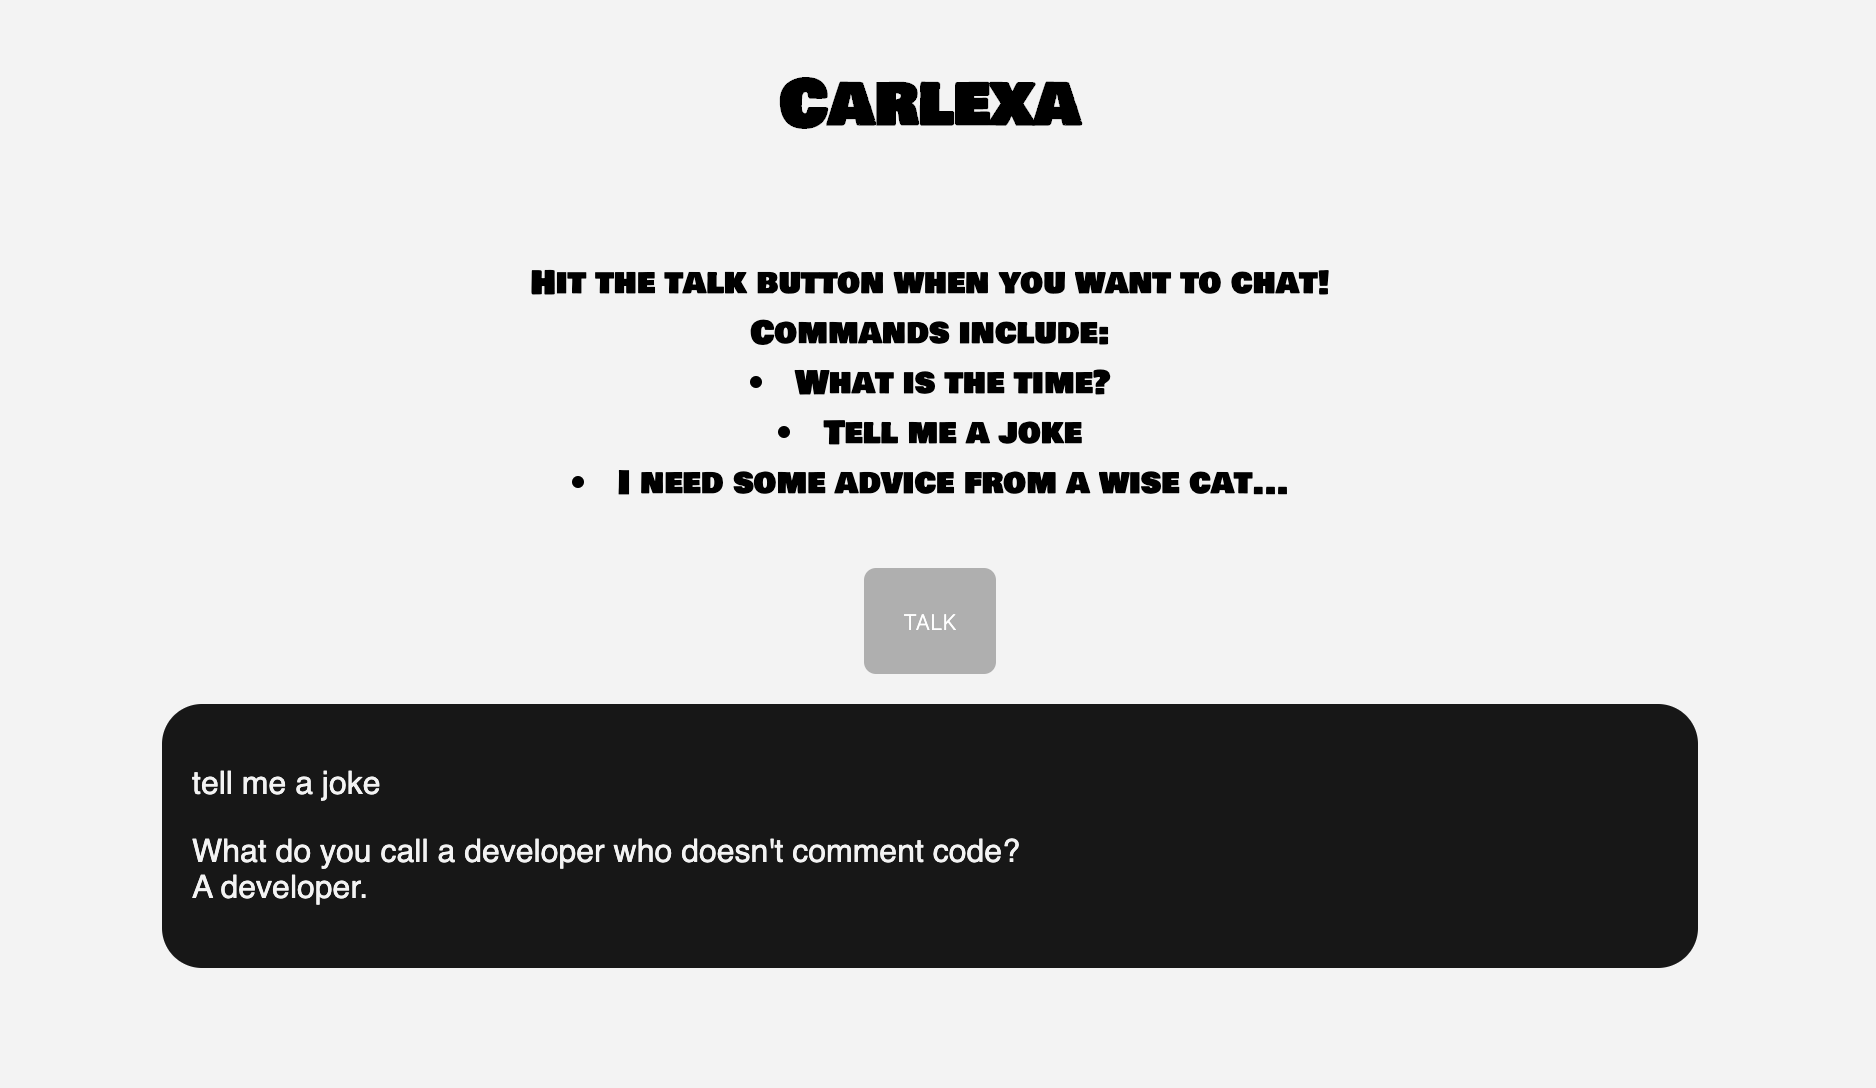 Carlexa
Hit the talk button when you want to chat!
Commands include:
• What is the time?
• Tell me a joke
• I need some advice from a wise cat...
TALK
tell me a joke
What do you call a developer who doesn't comment code?
A developer.